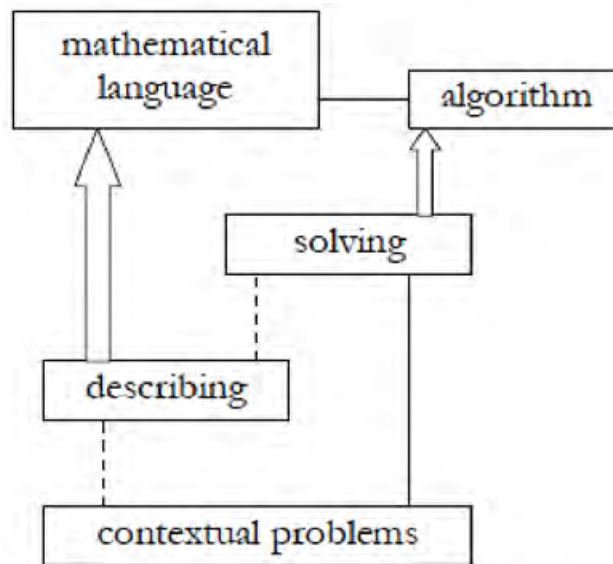 mathematical
language
algorithm
solving
describing
contextual problems